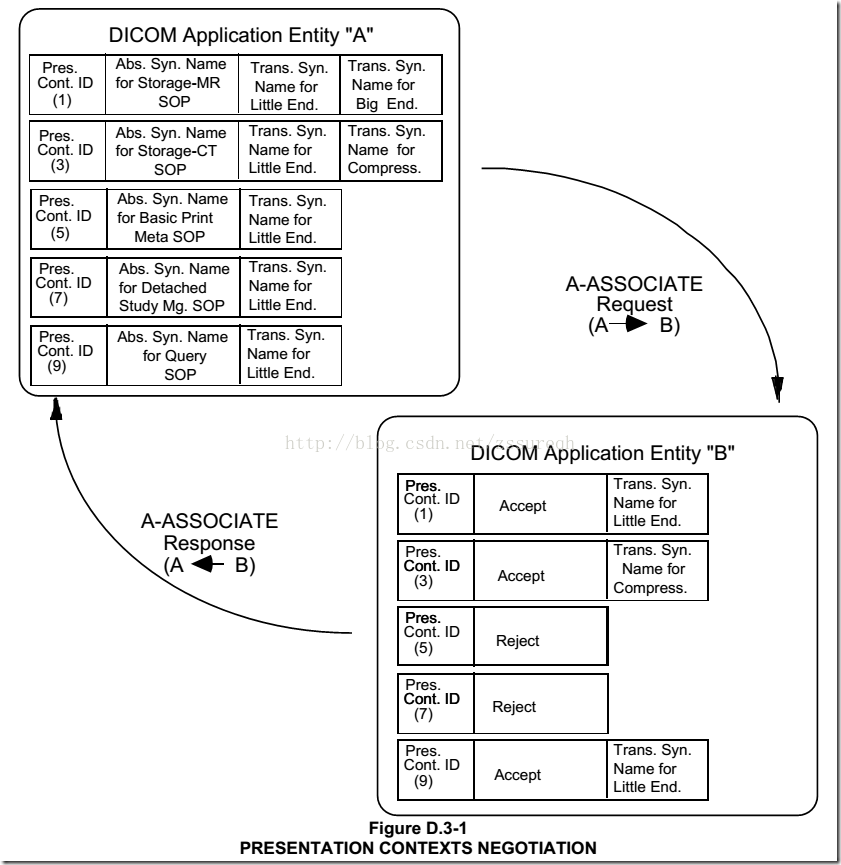 DICOM Application Entity "A"
Pres.
Cont. ID
(1)
Abs. Syn. Name
for Storage-MR
SOP
Trans. Syn.
Name for
Little End.
Trans. Syn.
Name for
Big End.
Pres.
Cont. ID
(3)
Abs. Syn. Name
for Storage-CT
SOP
Trans. Syn.
Name for
Little End.
Trans. Syn.
Name for
Compress.
Pres.
Cont. ID
(5)
Abs. Syn. Name
for Basic Print
Meta SOP
Trans. Syn.
Name for
Little End.
Pres.
Cont. ID
(7)
Abs. Syn. Name
for Detached
Study Mg. SOP
Trans. Syn.
Name for
Little End.
Pres.
Cont. ID
(9)
Abs. Syn. Name
for Query
SOP
Trans. Syn.
Name for
Little End.
A-ASSOCIATE
Request
(A B)
http://blog.csdn.net/zssureqh
DICOM Application Entity "B"
Pres.
Cont. ID
(1)
Accept
Trans. Syn.
Name for
Little End.
Pres.
Cont. ID
(3)
Accept
Trans. Syn.
Name for
Compress.
Pres.
Cont. ID
(5)
Reject
Pres.
Cont. ID
(7)
Reject
Pres.
Cont. ID
(9)
Accept
Trans. Syn.
Name for
Little End.
A-ASSOCIATE
Response
(A B)
Figure D.3-1
PRESENTATION CONTEXTS NEGOTIATION